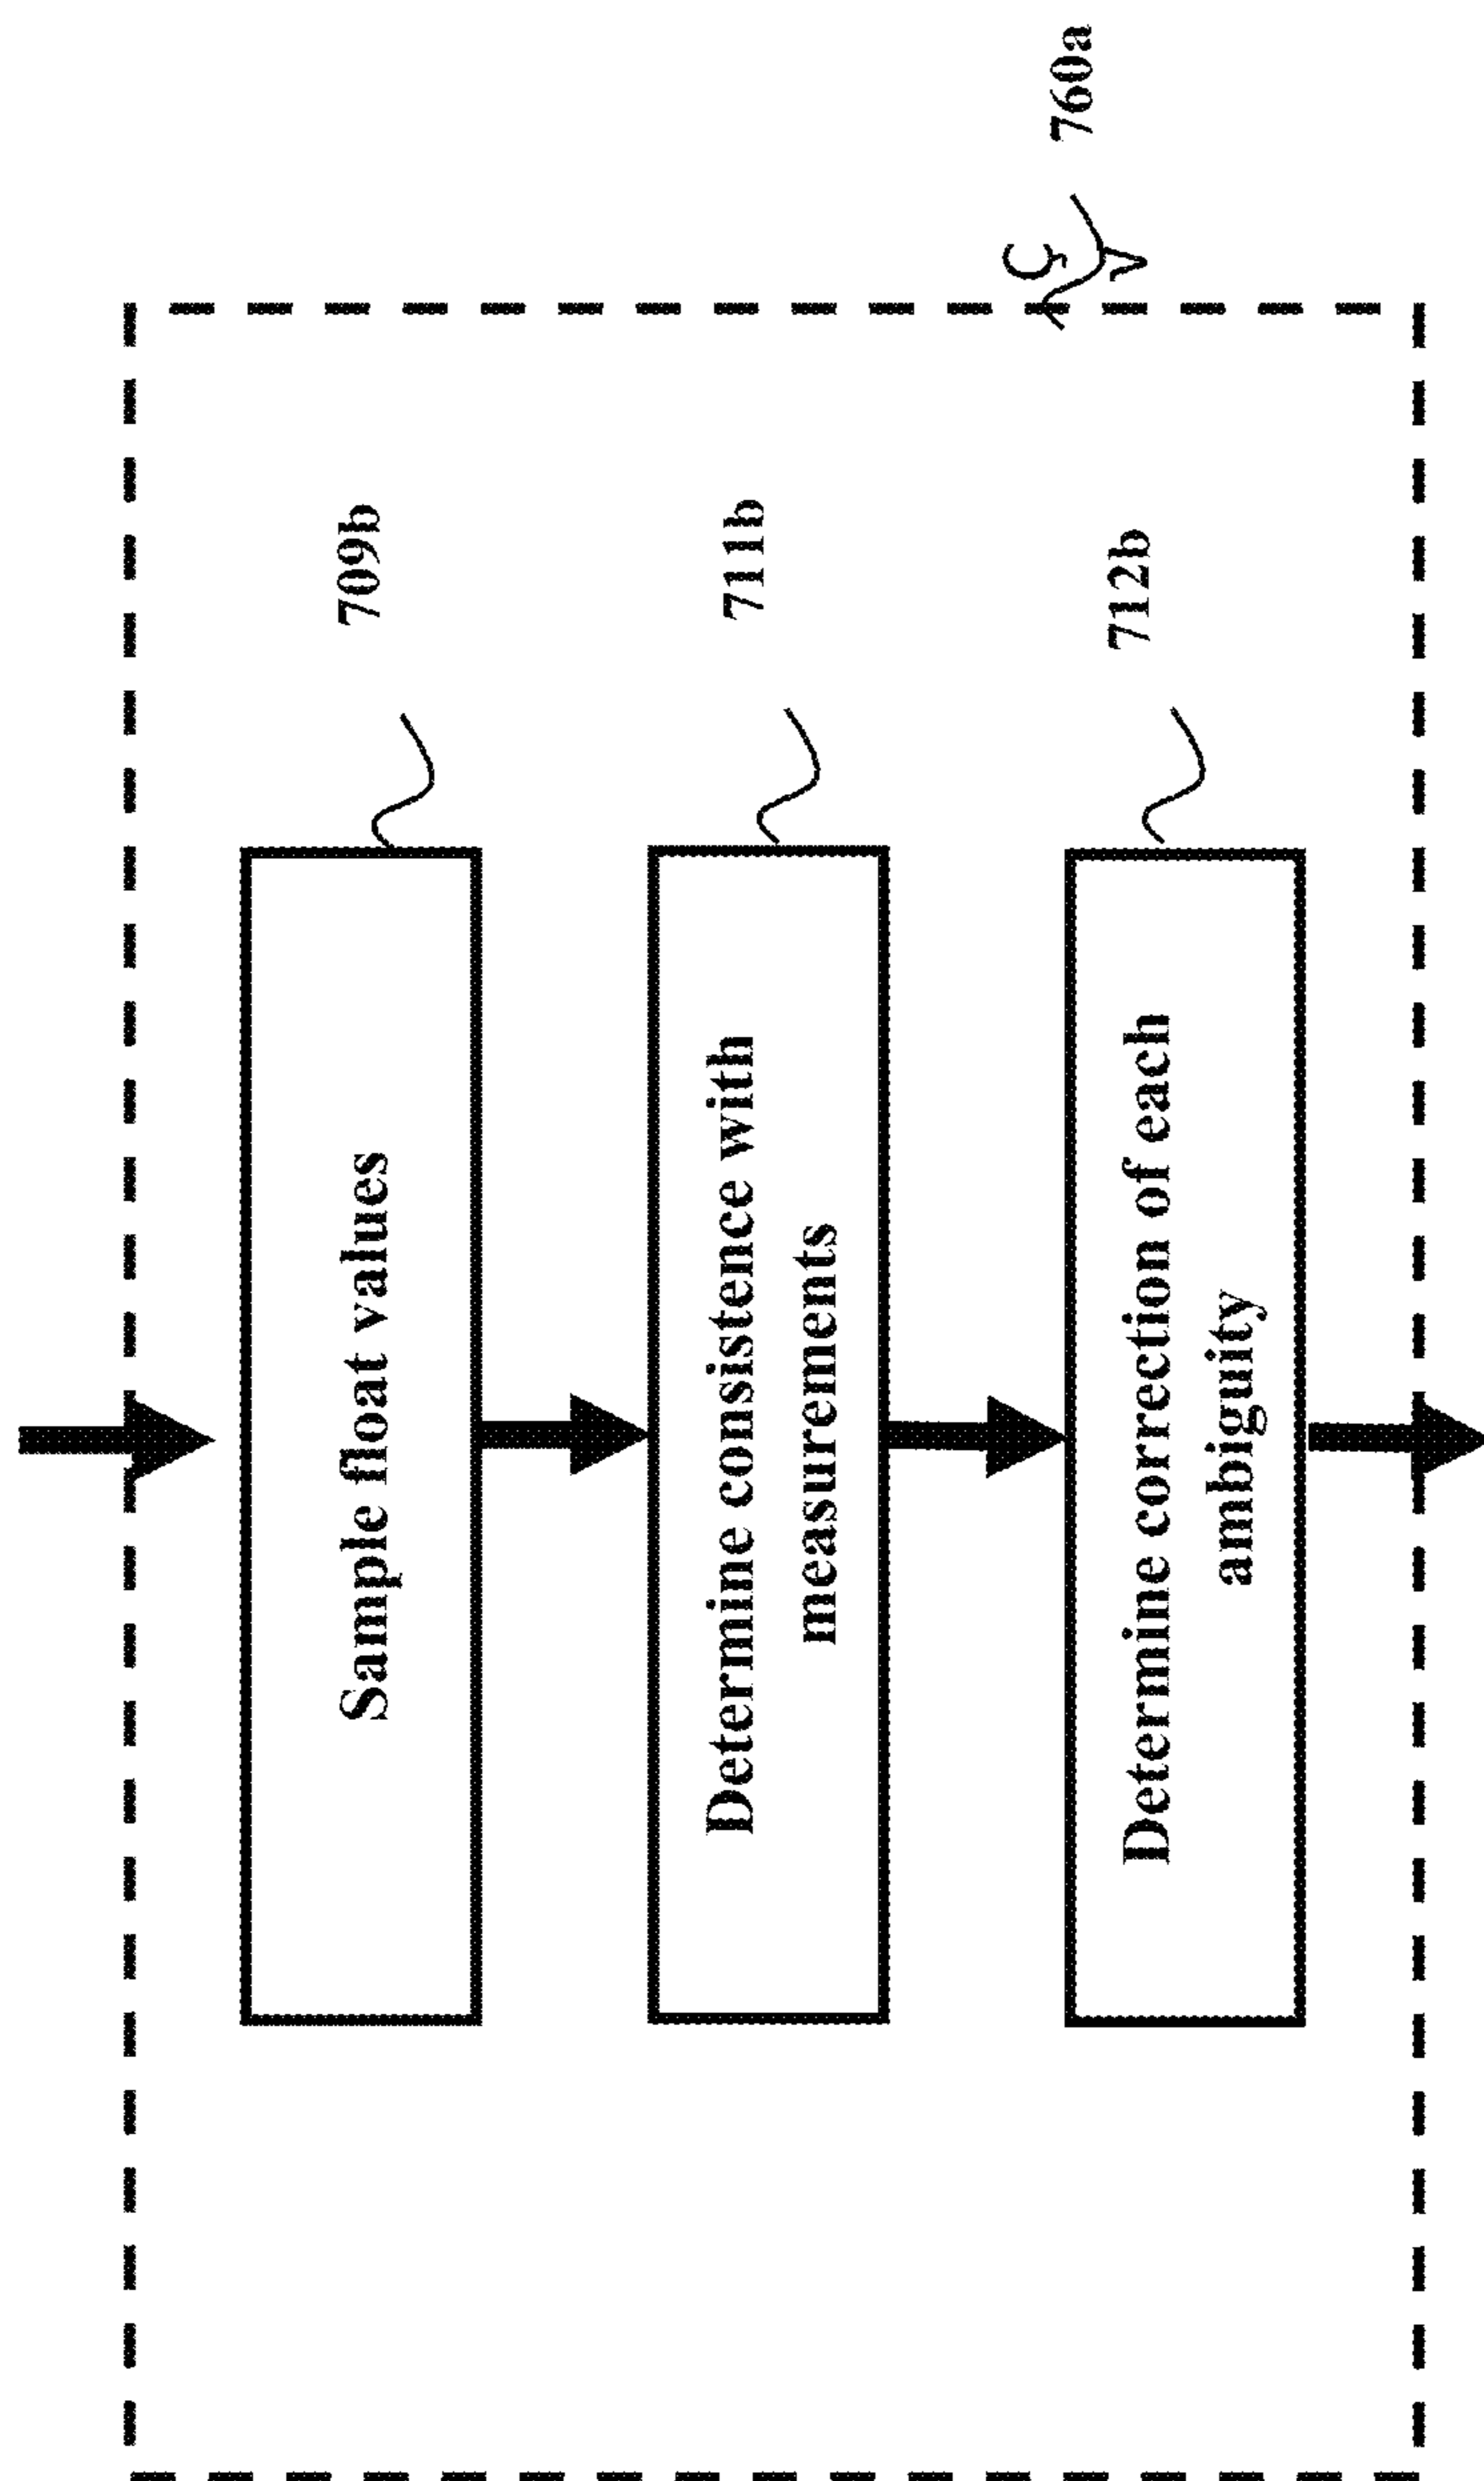 Sample float values
709b
Determine consistence with
measurements
711b
Determine correction of each
ambiguity
712b
760a